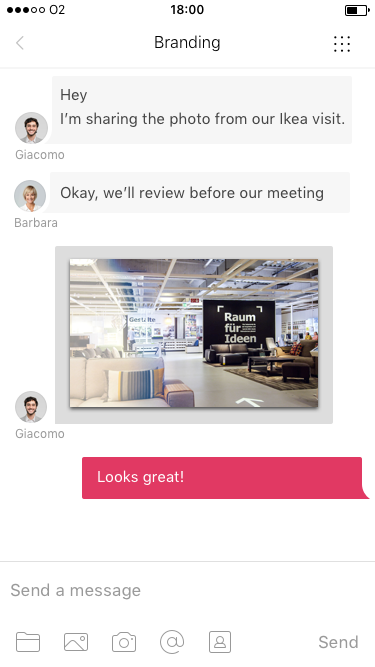 O2
18:00
Branding
Hey
I'm sharing the photo from our Ikea visit.
Giacomo
Okay, we'll review before our meeting
Barbara
Gestalte
Raum
für
Ideen
Giacomo
Looks great!
Send a message
Send